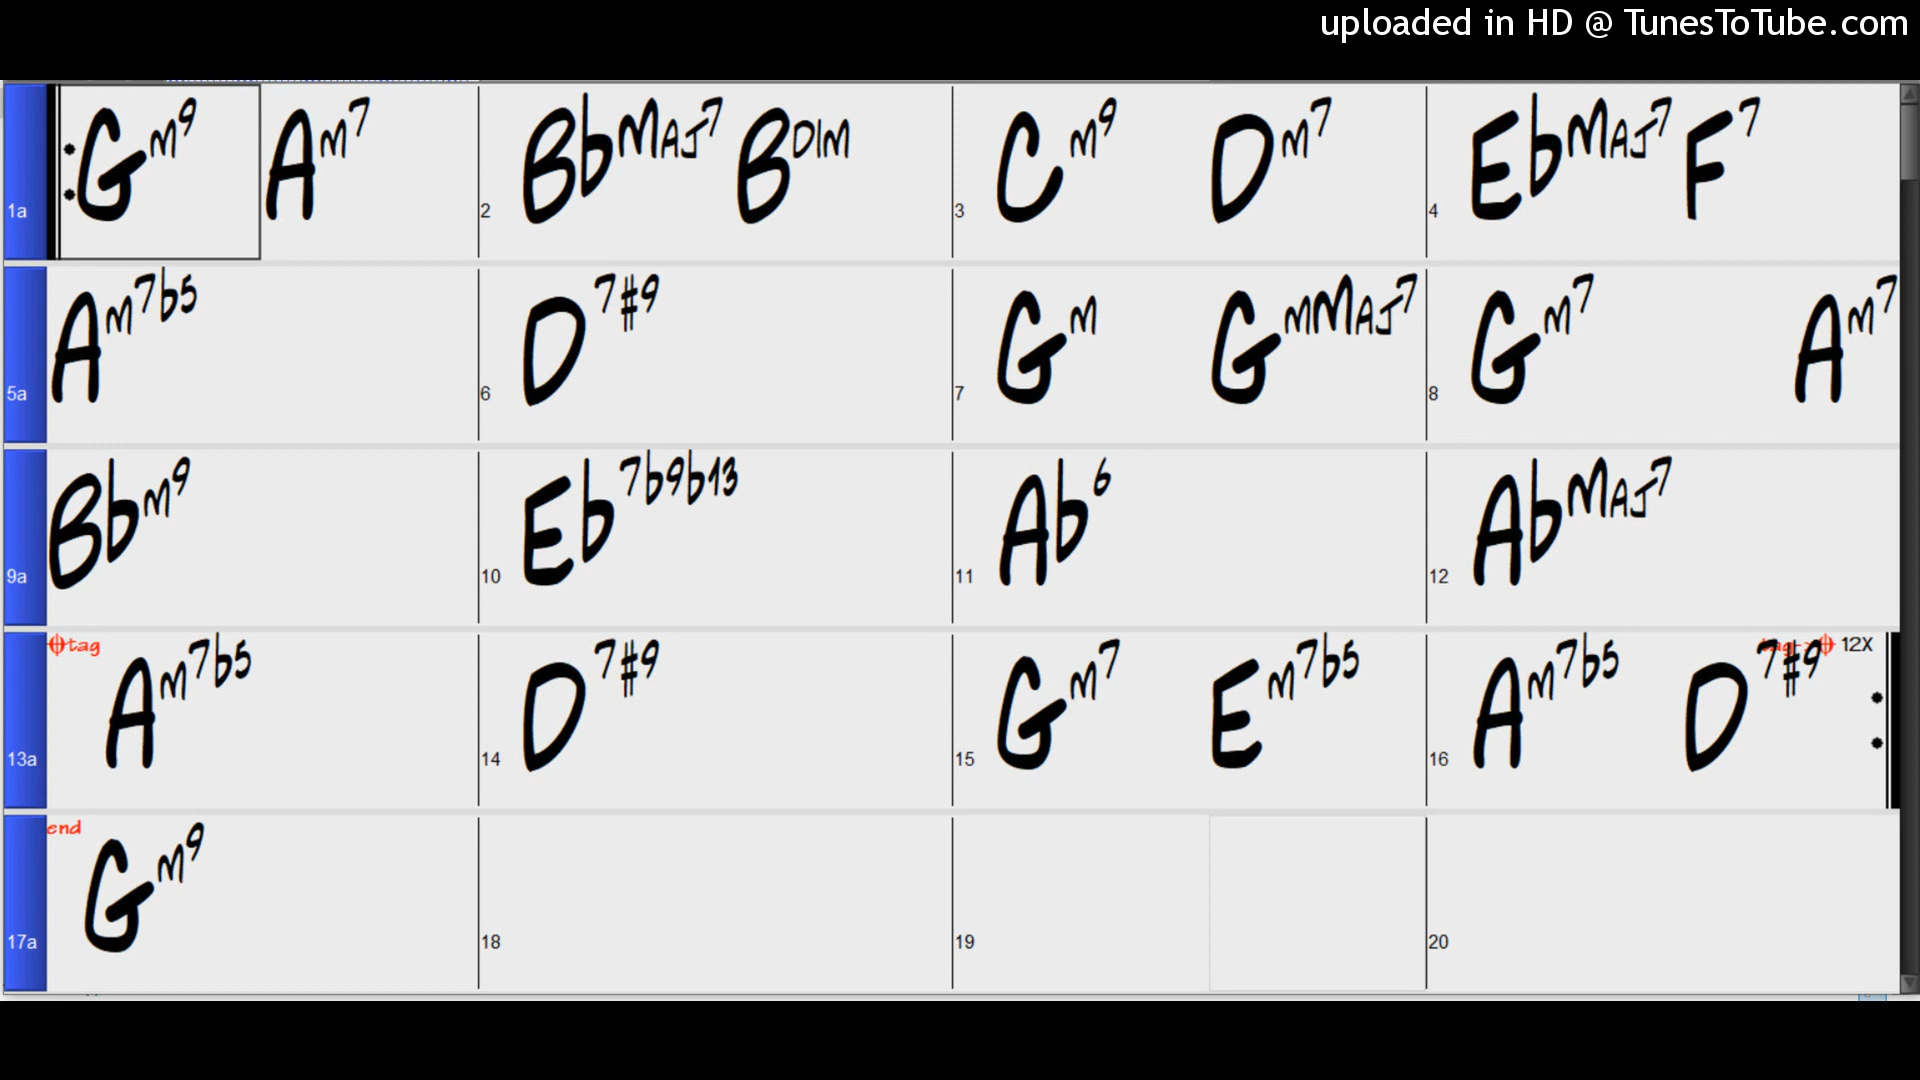 uploaded in HD @ TunesToTube.com
1a Gm9 Am7 2 BbMAJ7 BDIM 3 Cm9 Dm7 4 EbMAJ7 F7
5a Am7b5 6 D7#9 7 Gm GmMAJ7 8 Gm7 Am7
9a Bbm9 10 Eb7b9b13 11 Ab6 12 AbMAJ7
tag 12X
13a Am7b5 14 D7#9 15 Gm7 Em7b5 16 Am7b5 D7#9
end
17a Gm9 18 19 20